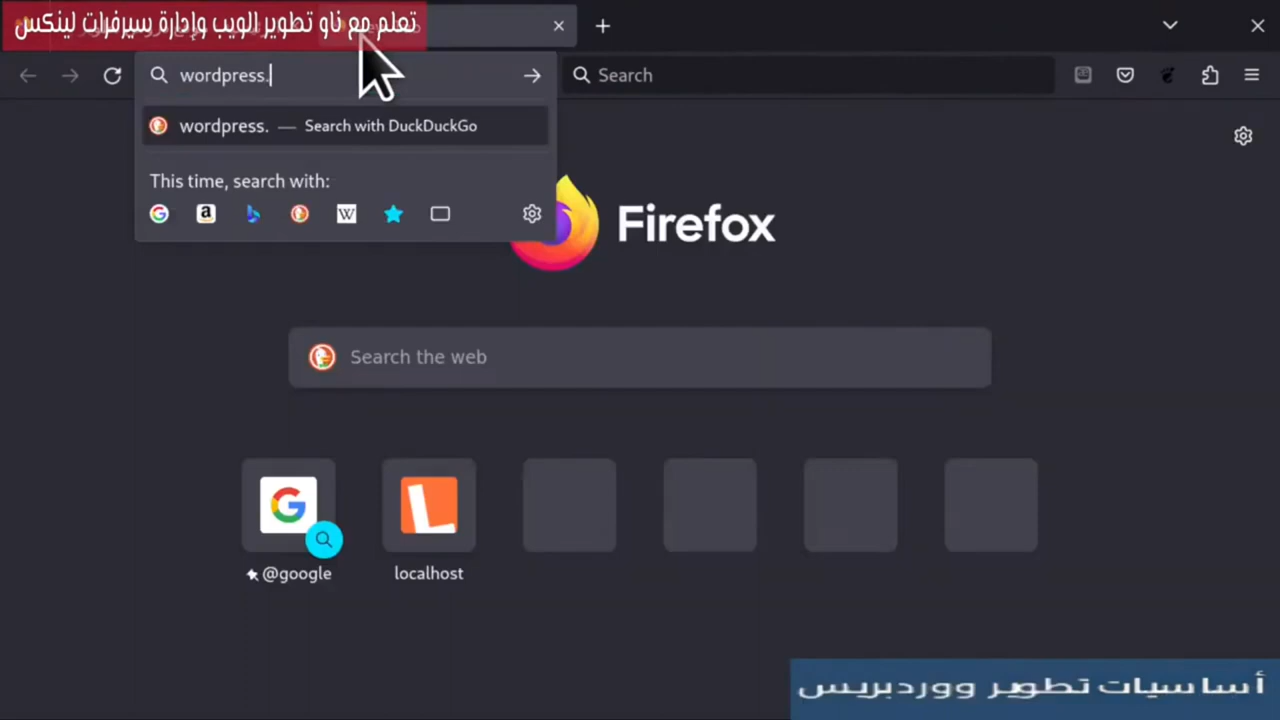 تعلم مع ناو تطوير الويب وإدارة سيرفرات لينكس
wordpress.
Search
wordpress. — Search with DuckDuckGo
This time, search with:
Firefox
Search the web
@google
localhost
أساسيات تطوير ووردبريس